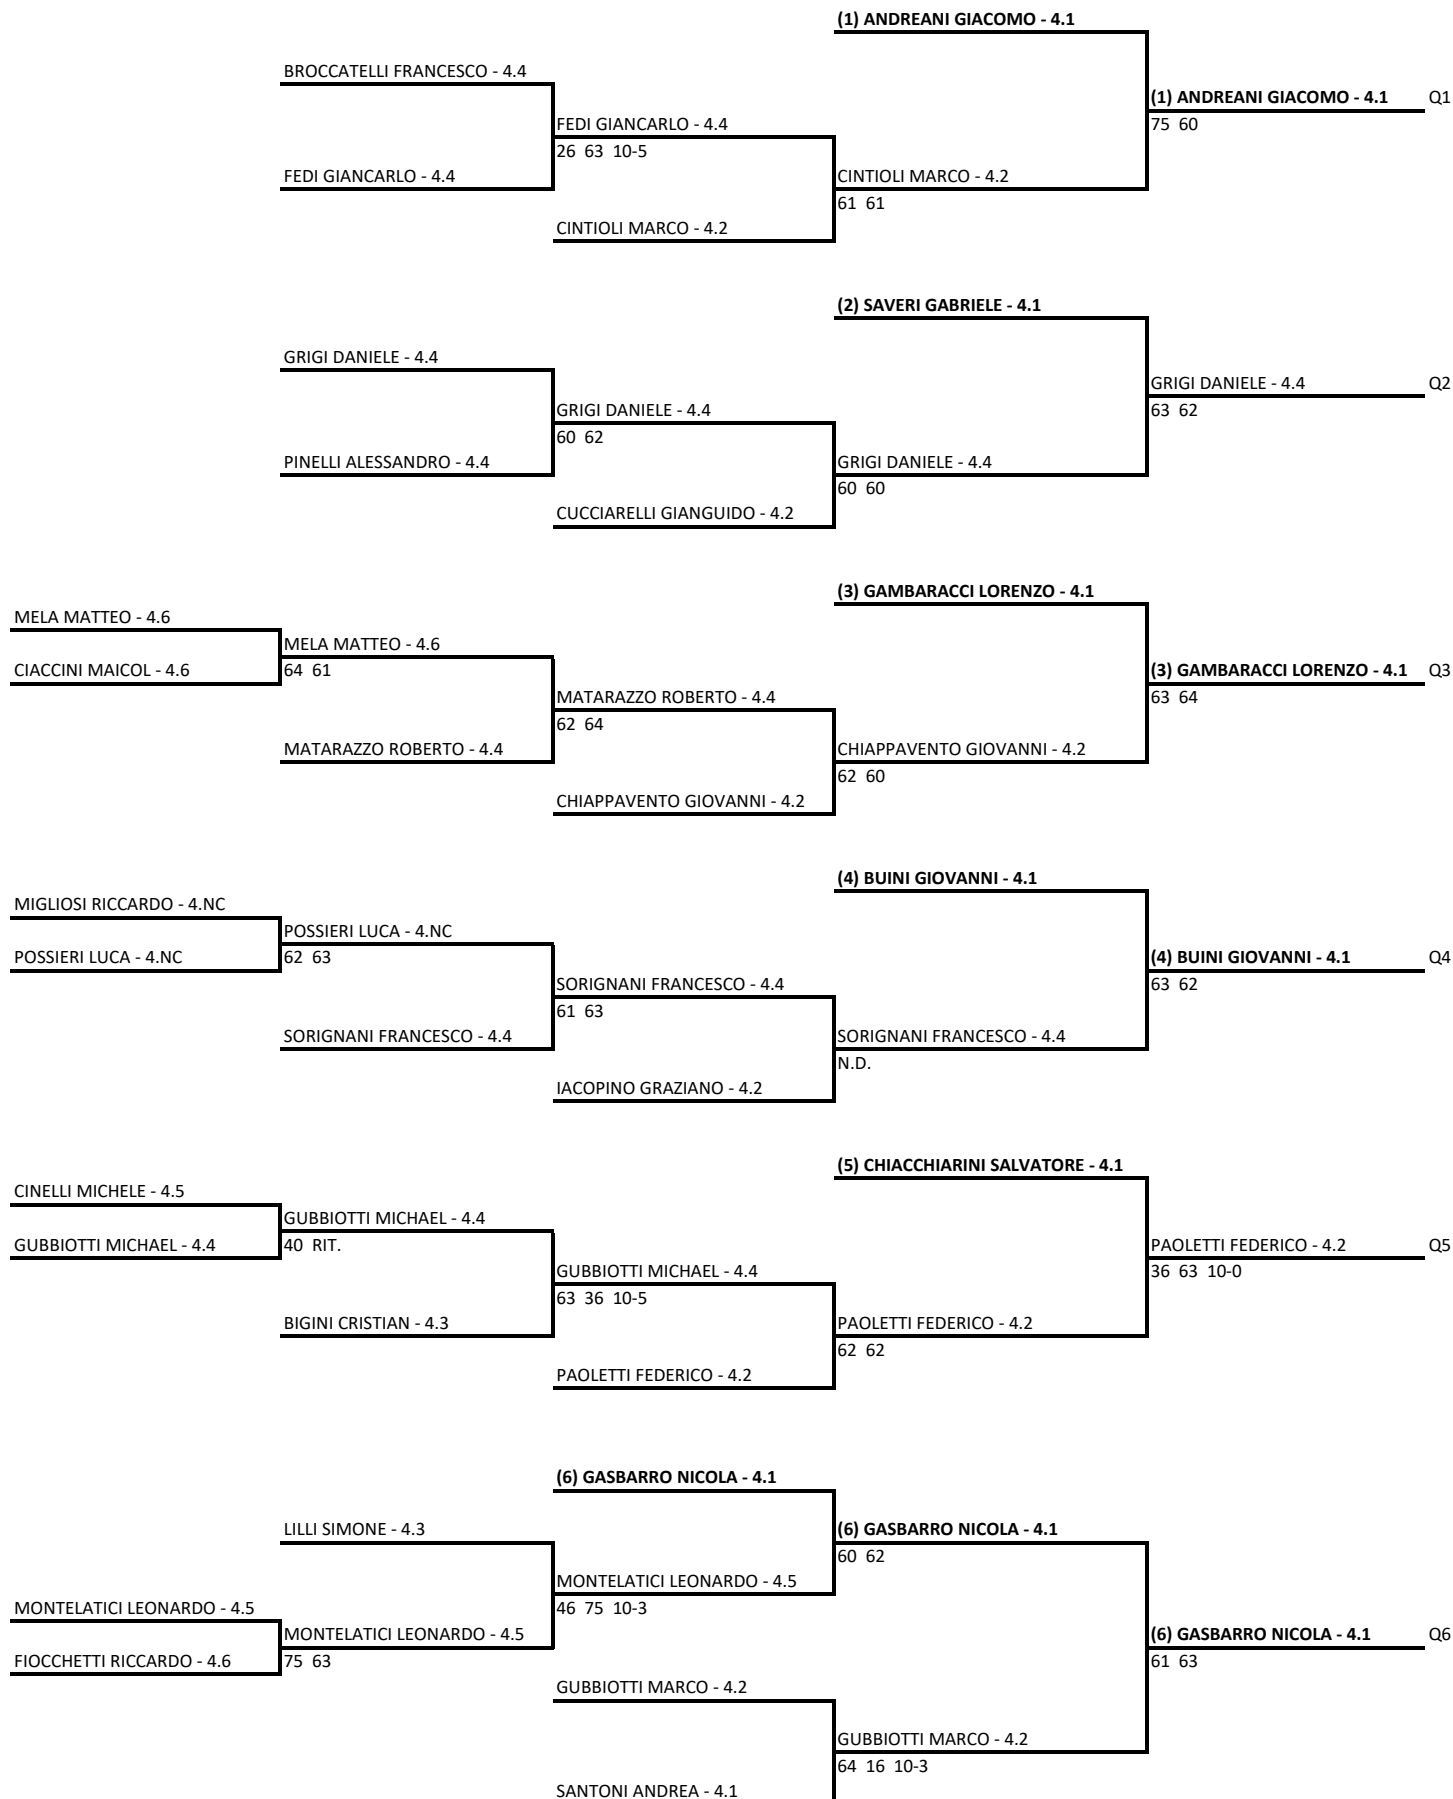 (1) ANDREANI GIACOMO - 4.1
BROCCATELLI FRANCESCO - 4.4
(1) ANDREANI GIACOMO - 4.1 Q1
FEDI GIANCARLO - 4.4
75 60
26 63 10-5
FEDI GIANCARLO - 4.4
CINTIOLI MARCO - 4.2
61 61
CINTIOLI MARCO - 4.2
(2) SAVERI GABRIELE - 4.1
GRIGI DANIELE - 4.4
GRIGI DANIELE - 4.4 Q2
GRIGI DANIELE - 4.4
63 62
60 62
PINELLI ALESSANDRO - 4.4
GRIGI DANIELE - 4.4
60 60
CUCCIARELLI GIANGUIDO - 4.2
(3) GAMBARACCI LORENZO - 4.1
MELA MATTEO - 4.6
MELA MATTEO - 4.6
CIACCINI MAICOL - 4.6
64 61
(3) GAMBARACCI LORENZO - 4.1 Q3
MATARAZZO ROBERTO - 4.4
63 64
62 64
MATARAZZO ROBERTO - 4.4
CHIAPPAVENTO GIOVANNI - 4.2
62 60
CHIAPPAVENTO GIOVANNI - 4.2
(4) BUINI GIOVANNI - 4.1
MIGLIOSI RICCARDO - 4.NC
POSSIERI LUCA - 4.NC
POSSIERI LUCA - 4.NC
62 63
(4) BUINI GIOVANNI - 4.1 Q4
SORIGNANI FRANCESCO - 4.4
63 62
61 63
SORIGNANI FRANCESCO - 4.4
SORIGNANI FRANCESCO - 4.4
N.D.
IACOPINO GRAZIANO - 4.2
(5) CHIACCHIARINI SALVATORE - 4.1
CINELLI MICHELE - 4.5
GUBBIOTTI MICHAEL - 4.4
GUBBIOTTI MICHAEL - 4.4
40 RIT.
PAOLETTI FEDERICO - 4.2 Q5
GUBBIOTTI MICHAEL - 4.4
36 63 10-0
63 36 10-5
BIGINI CRISTIAN - 4.3
PAOLETTI FEDERICO - 4.2
62 62
PAOLETTI FEDERICO - 4.2
(6) GASBARRO NICOLA - 4.1
LILLI SIMONE - 4.3
(6) GASBARRO NICOLA - 4.1
60 62
MONTELATICI LEONARDO - 4.5
MONTELATICI LEONARDO - 4.5
46 75 10-3
MONTELATICI LEONARDO - 4.5
(6) GASBARRO NICOLA - 4.1 Q6
FIOCCHETTI RICCARDO - 4.6
75 63
61 63
GUBBIOTTI MARCO - 4.2
GUBBIOTTI MARCO - 4.2
64 16 10-3
SANTONI ANDREA - 4.1